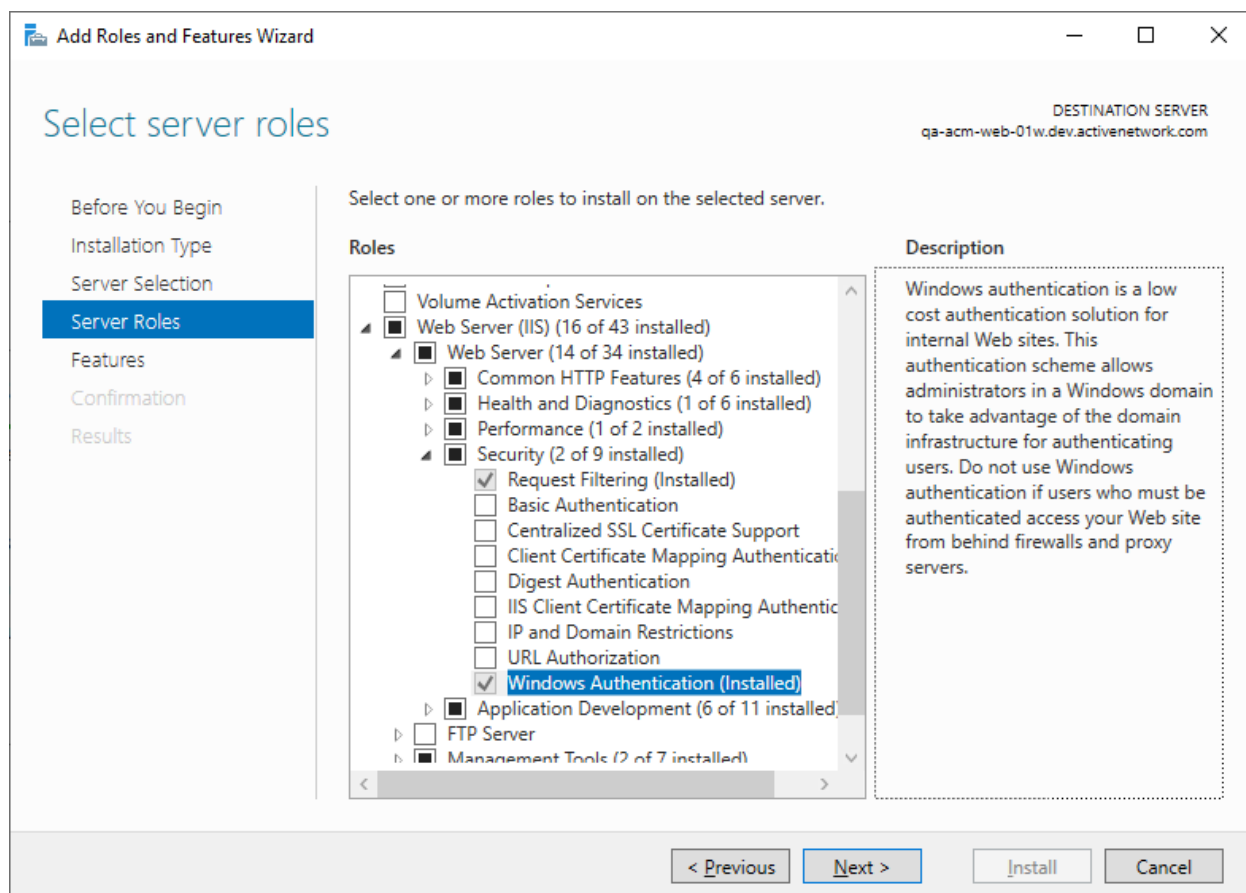 Add Roles and Features Wizard
Select server roles
DESTINATION SERVER
qa-acm-web-01w.dev.activenetwork.com
Before You Begin
Installation Type
Server Selection
Server Roles
Features
Confirmation
Results
Select one or more roles to install on the selected server.
Roles
Volume Activation Services
Web Server (IIS) (16 of 43 installed)
Web Server (14 of 34 installed)
Common HTTP Features (4 of 6 installed)
Health and Diagnostics (1 of 6 installed)
Performance (1 of 2 installed)
Security (2 of 9 installed)
Request Filtering (Installed)
Basic Authentication
Centralized SSL Certificate Support
Client Certificate Mapping Authenticati
Digest Authentication
IIS Client Certificate Mapping Authentic
IP and Domain Restrictions
URL Authorization
Windows Authentication (Installed)
Application Development (6 of 11 installed)
FTP Server
Management Tools (2 of 7 installed)
Description
Windows authentication is a low
cost authentication solution for
internal Web sites. This
authentication scheme allows
administrators in a Windows domain
to take advantage of the domain
infrastructure for authenticating
users. Do not use Windows
authentication if users who must be
authenticated access your Web site
from behind firewalls and proxy
servers.
< Previous
Next >
Install
Cancel